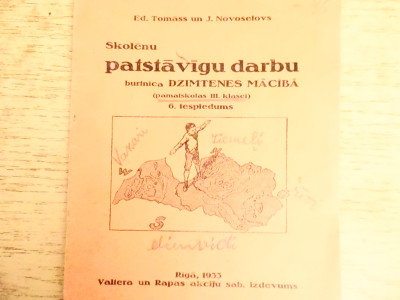 Ed. Tomass un J. Novoselovs
Skolēnu
patstāvīgu darbu
burtnīca DZIMTENES MĀCĪBĀ
(pamatskolas III. klasei)
6. iespiedums
ziemeļi
S
dienvidi
Rīgā, 1933
Valtera un Rapas akciju sab. izdevums